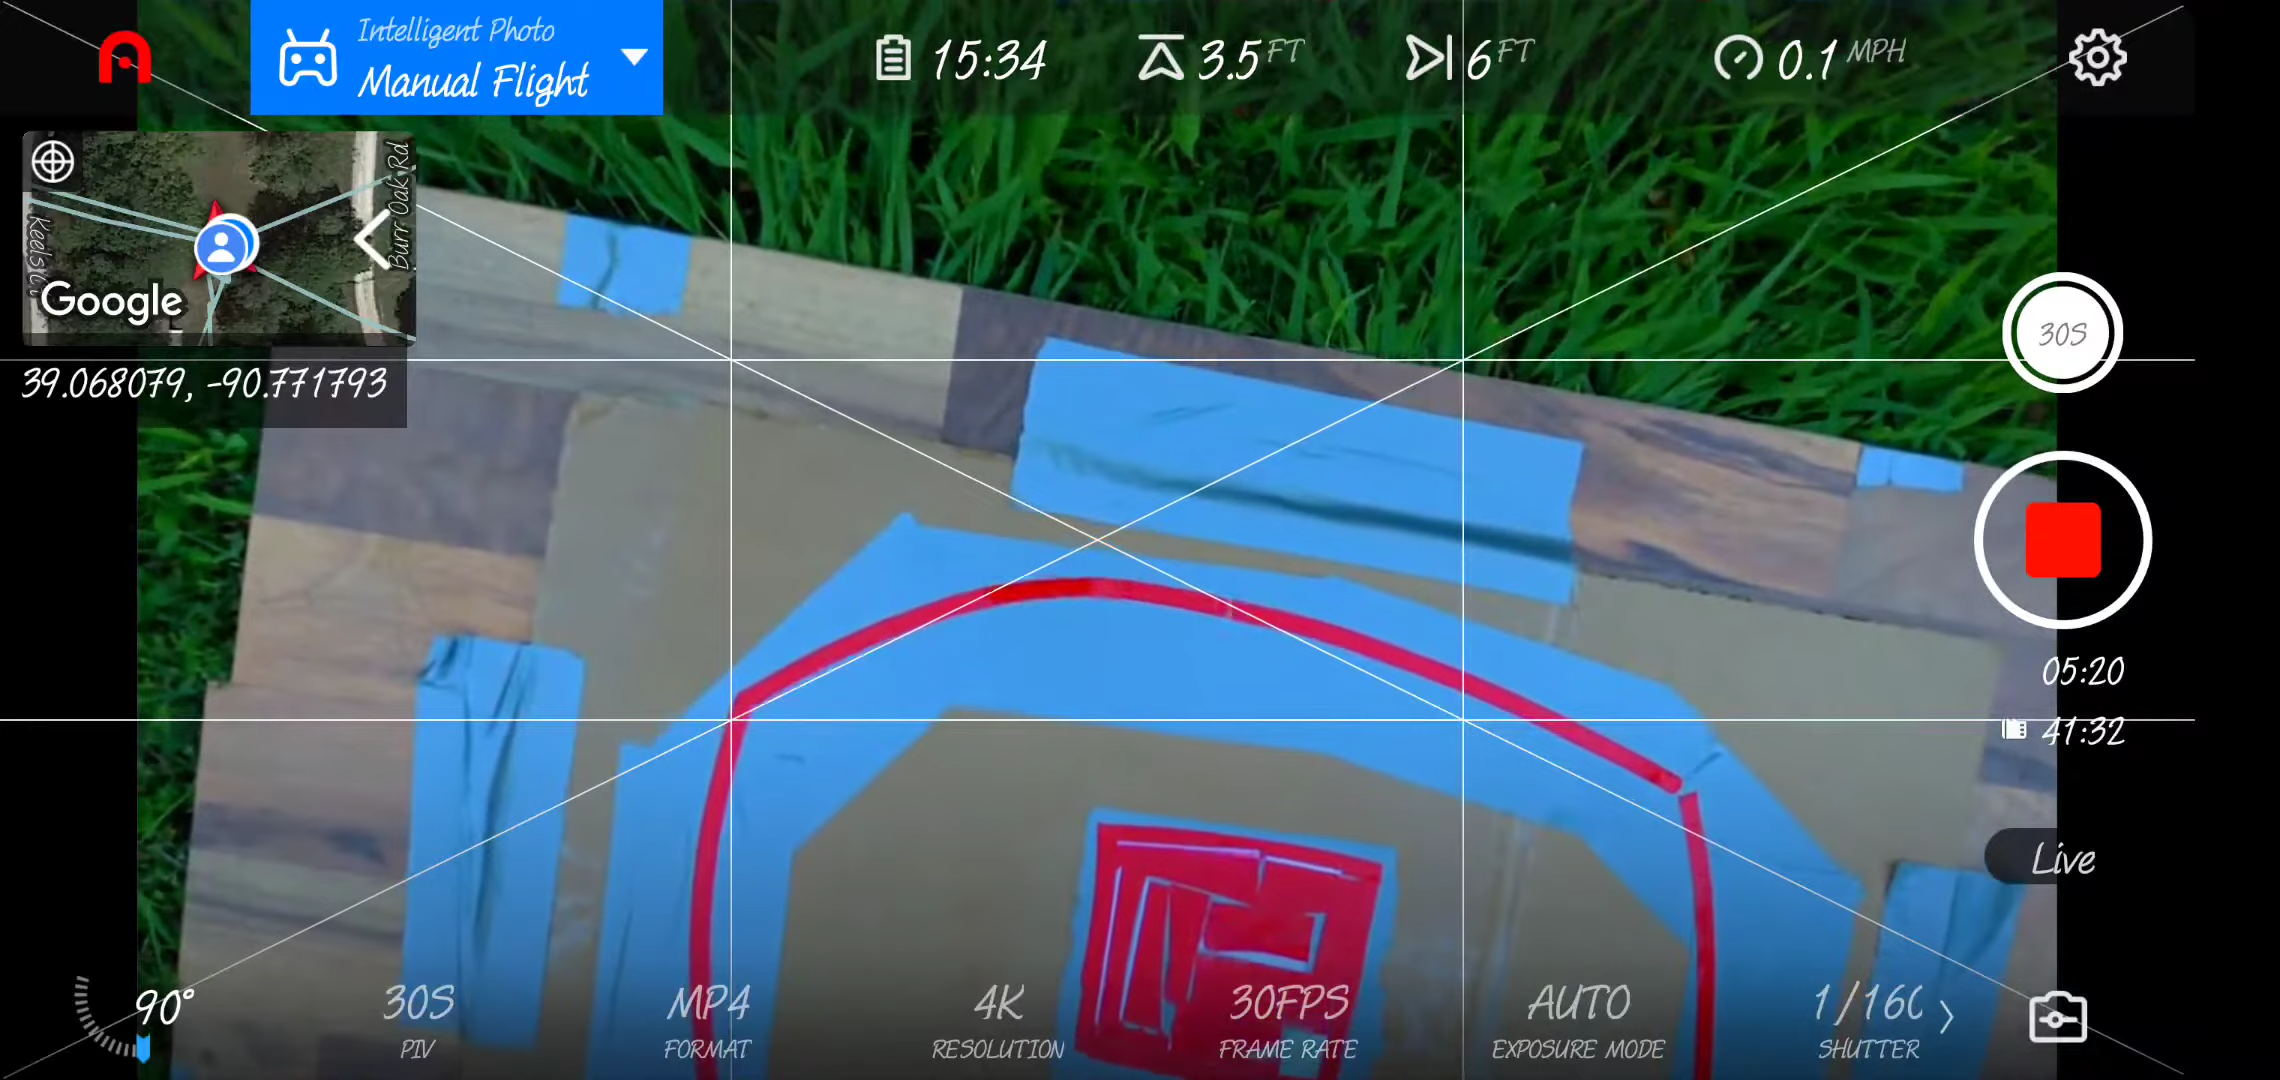 Intelligent Photo
Manual Flight
15:34
3.5 FT
6 FT
0.1 MPH
Burr Oak Rd
Google
39.068079, -90.771793
30S
05:20
41:32
Live
90°
30S
PIV
MP4
FORMAT
4K
RESOLUTION
30FPS
FRAME RATE
AUTO
EXPOSURE MODE
SHUTTER